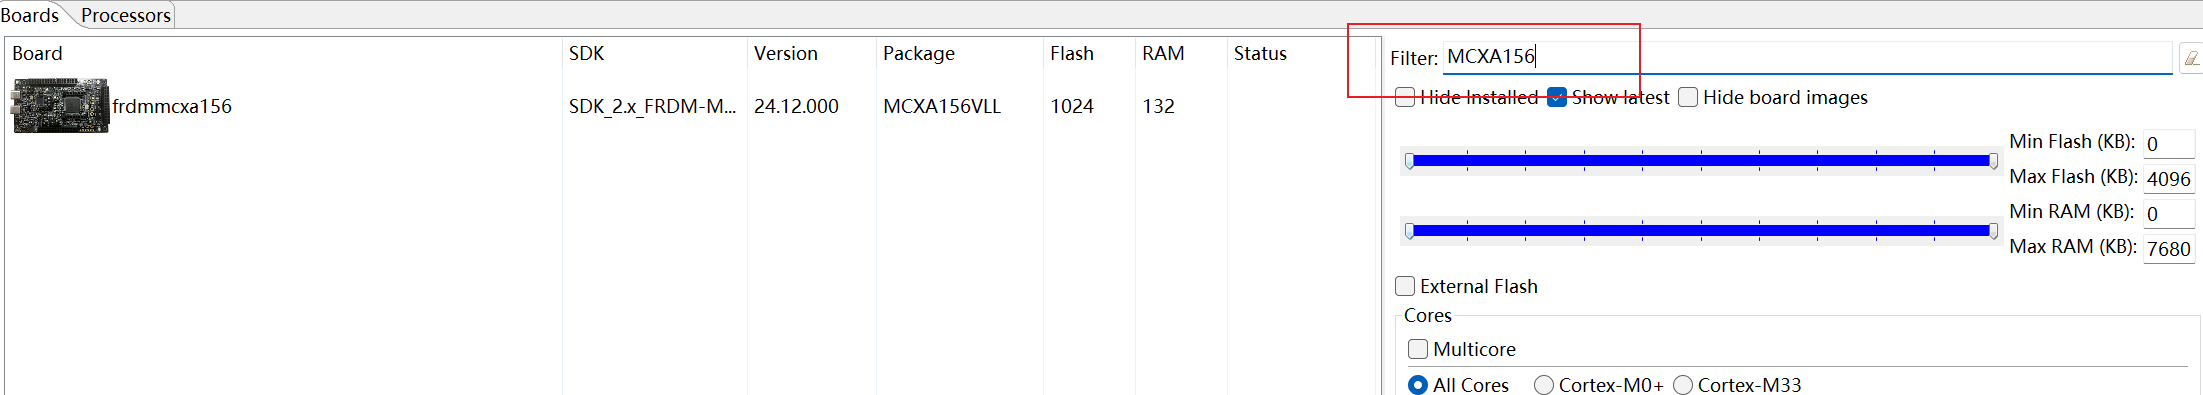 Boards Processors
Board SDK Version Package Flash RAM Status
frdmmcxa156 SDK_2.x_FRDM-M... 24.12.000 MCXA156VLL 1024 132
Filter: MCXA156
Hide Installed Show latest Hide board images
Min Flash (KB): 0
Max Flash (KB): 4096
Min RAM (KB): 0
Max RAM (KB): 7680
External Flash
Cores
Multicore
All Cores Cortex-M0+ Cortex-M33